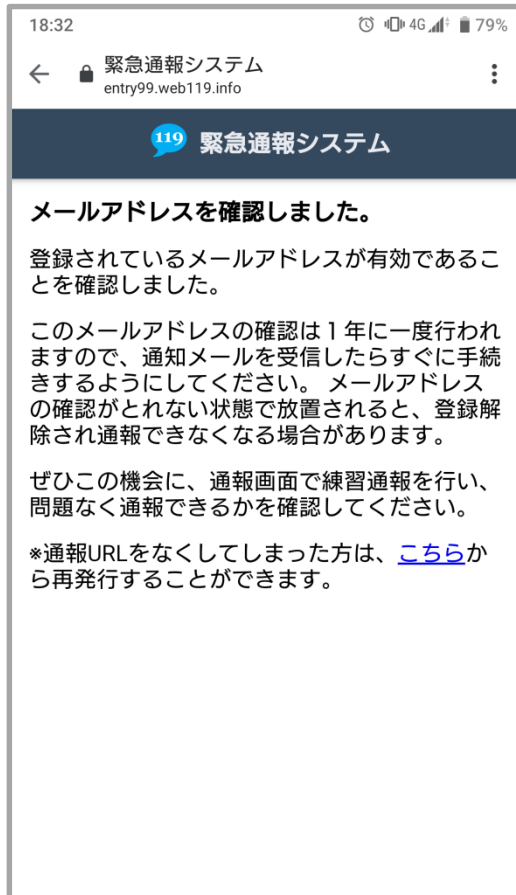 18:32
4G 79%
緊急通報システム
entry99.web119.info
119 緊急通報システム
メールアドレスを確認しました。
登録されているメールアドレスが有効であるこ
とを確認しました。
このメールアドレスの確認は１年に一度行われ
ますので、通知メールを受信したらすぐに手続
きするようにしてください。 メールアドレス
の確認がとれない状態で放置されると、登録解
除され通報できなくなる場合があります。
ぜひこの機会に、通報画面で練習通報を行い、
問題なく通報できるかを確認してください。
※通報URLをなくしてしまった方は、こちらか
ら再発行することができます。